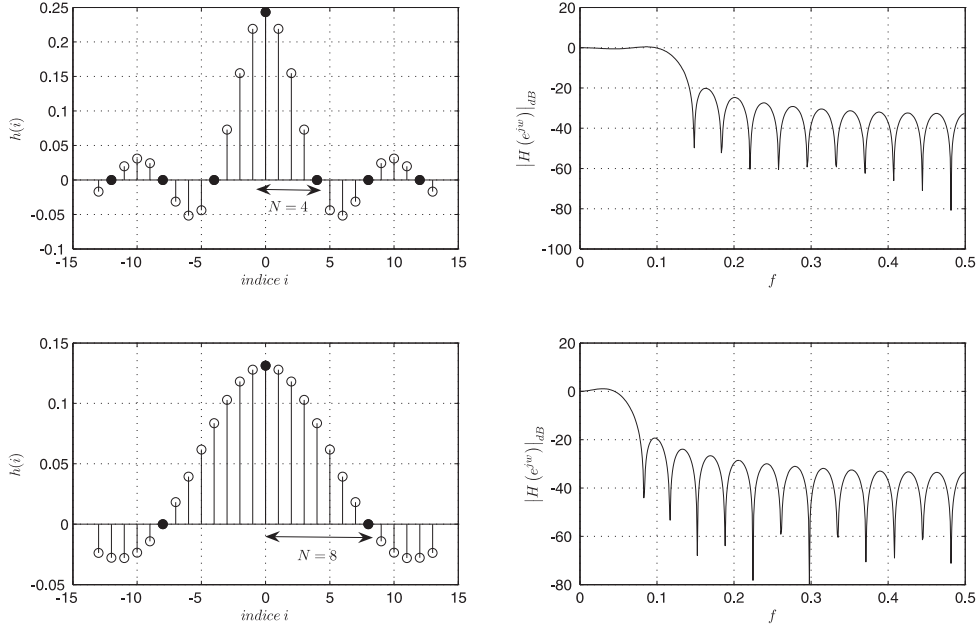 0.25
0.2
0.15
0.1
0.05
0
-0.05
-0.1
h(i)
N = 4
-15 -10 -5 0 5 10 15
indice i
20
0
-20
-40
-60
-80
-100
|H (e^{jw})|_{dB}
0 0.1 0.2 0.3 0.4 0.5
f
0.15
0.1
0.05
0
-0.05
h(i)
N = 8
-15 -10 -5 0 5 10 15
indice i
20
0
-20
-40
-60
-80
|H (e^{jw})|_{dB}
0 0.1 0.2 0.3 0.4 0.5
f